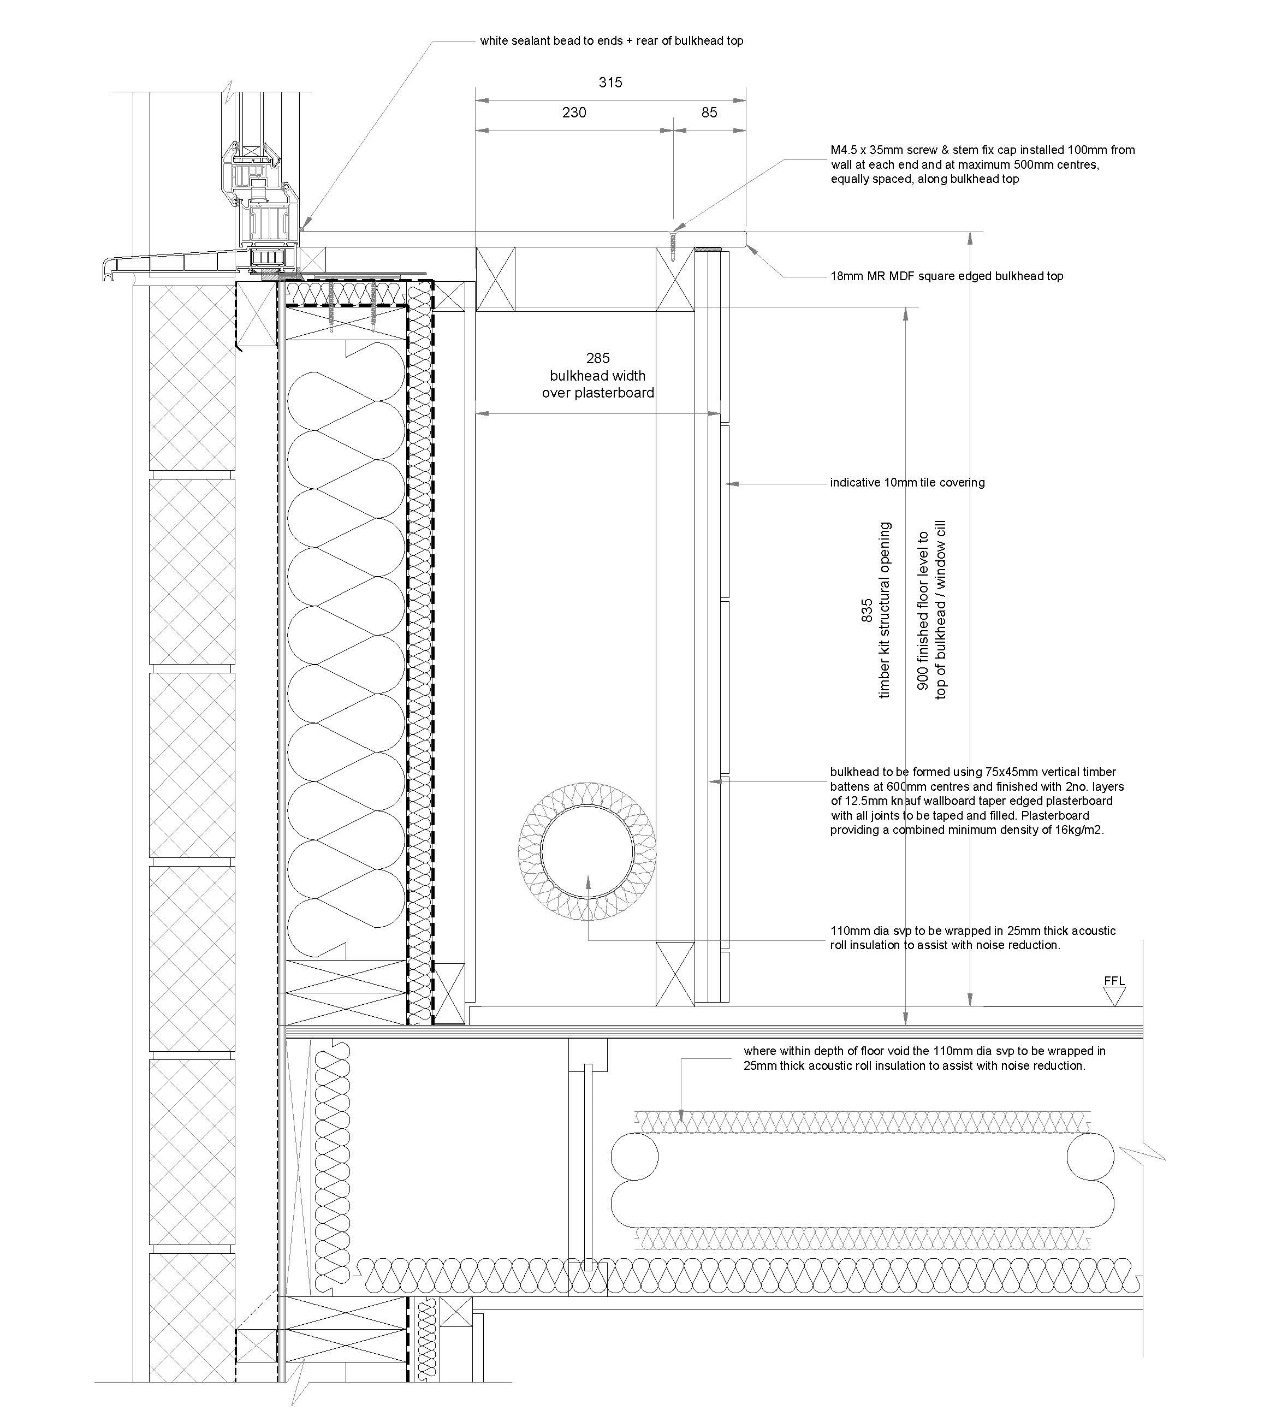 white sealant bead to ends + rear of bulkhead top
315
230
85
M4.5 x 35mm screw & stem fix cap installed 100mm from
wall at each end and at maximum 500mm centres,
equally spaced, along bulkhead top
18mm MR MDF square edged bulkhead top
285
bulkhead width
over plasterboard
indicative 10mm tile covering
835
timber kit structural opening
900 finished floor level to
top of bulkhead / window cill
bulkhead to be formed using 75x45mm vertical timber
battens at 600mm centres and finished with 2no. layers
of 12.5mm knauf wallboard taper edged plasterboard
with all joints to be taped and filled. Plasterboard
providing a combined minimum density of 16kg/m2.
110mm dia svp to be wrapped in 25mm thick acoustic
roll insulation to assist with noise reduction.
FFL
where within depth of floor void the 110mm dia svp to be wrapped in
25mm thick acoustic roll insulation to assist with noise reduction.